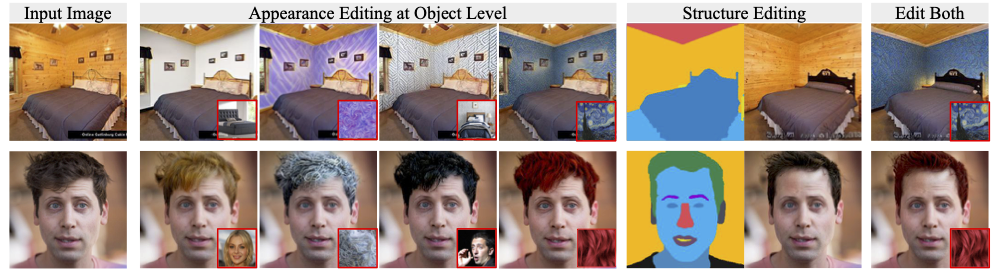 Input Image
Appearance Editing at Object Level
Structure Editing
Edit Both